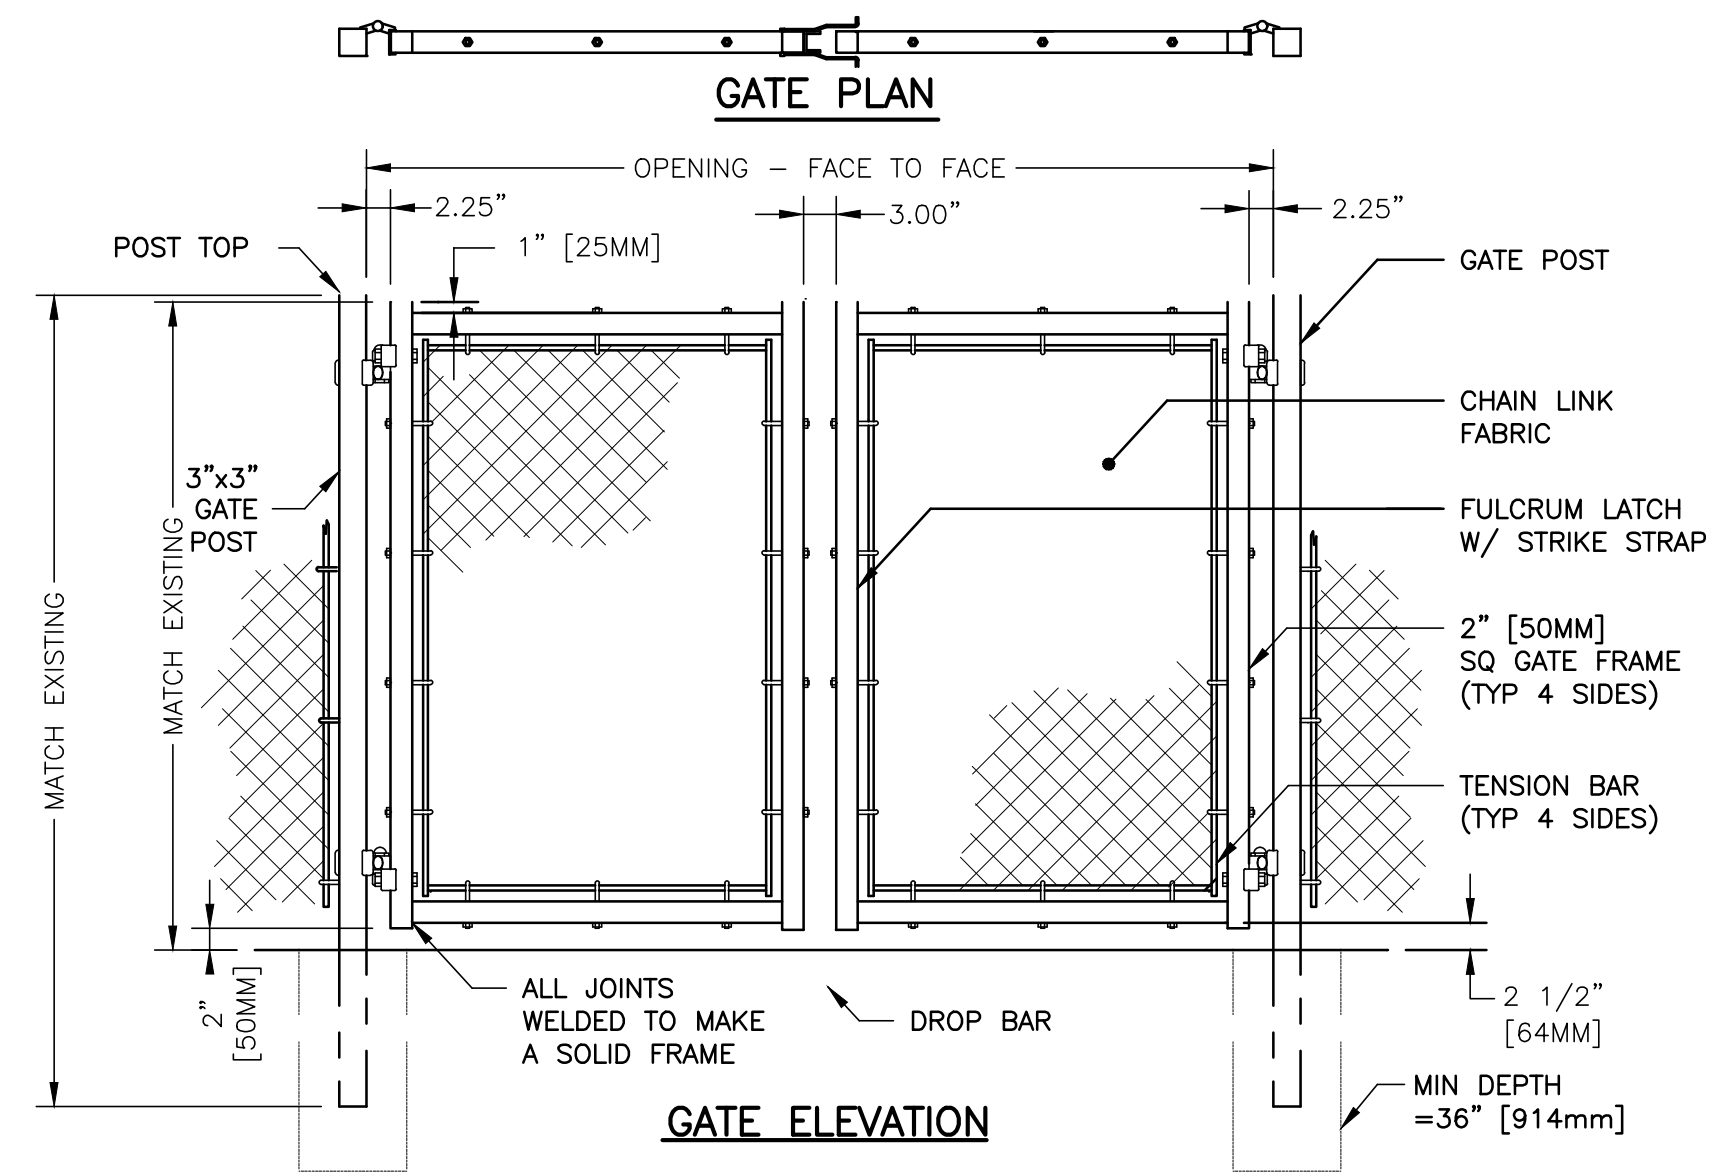 GATE PLAN
OPENING – FACE TO FACE
2.25”
3.00”
2.25”
POST TOP
1” [25MM]
GATE POST
CHAIN LINK
FABRIC
3”x3”
GATE
POST
FULCRUM LATCH
W/ STRIKE STRAP
MATCH EXISTING
MATCH EXISTING
2” [50MM]
SQ GATE FRAME
(TYP 4 SIDES)
TENSION BAR
(TYP 4 SIDES)
2”
[50MM]
ALL JOINTS
WELDED TO MAKE
A SOLID FRAME
DROP BAR
2 1/2”
[64MM]
MIN DEPTH
=36” [914mm]
GATE ELEVATION